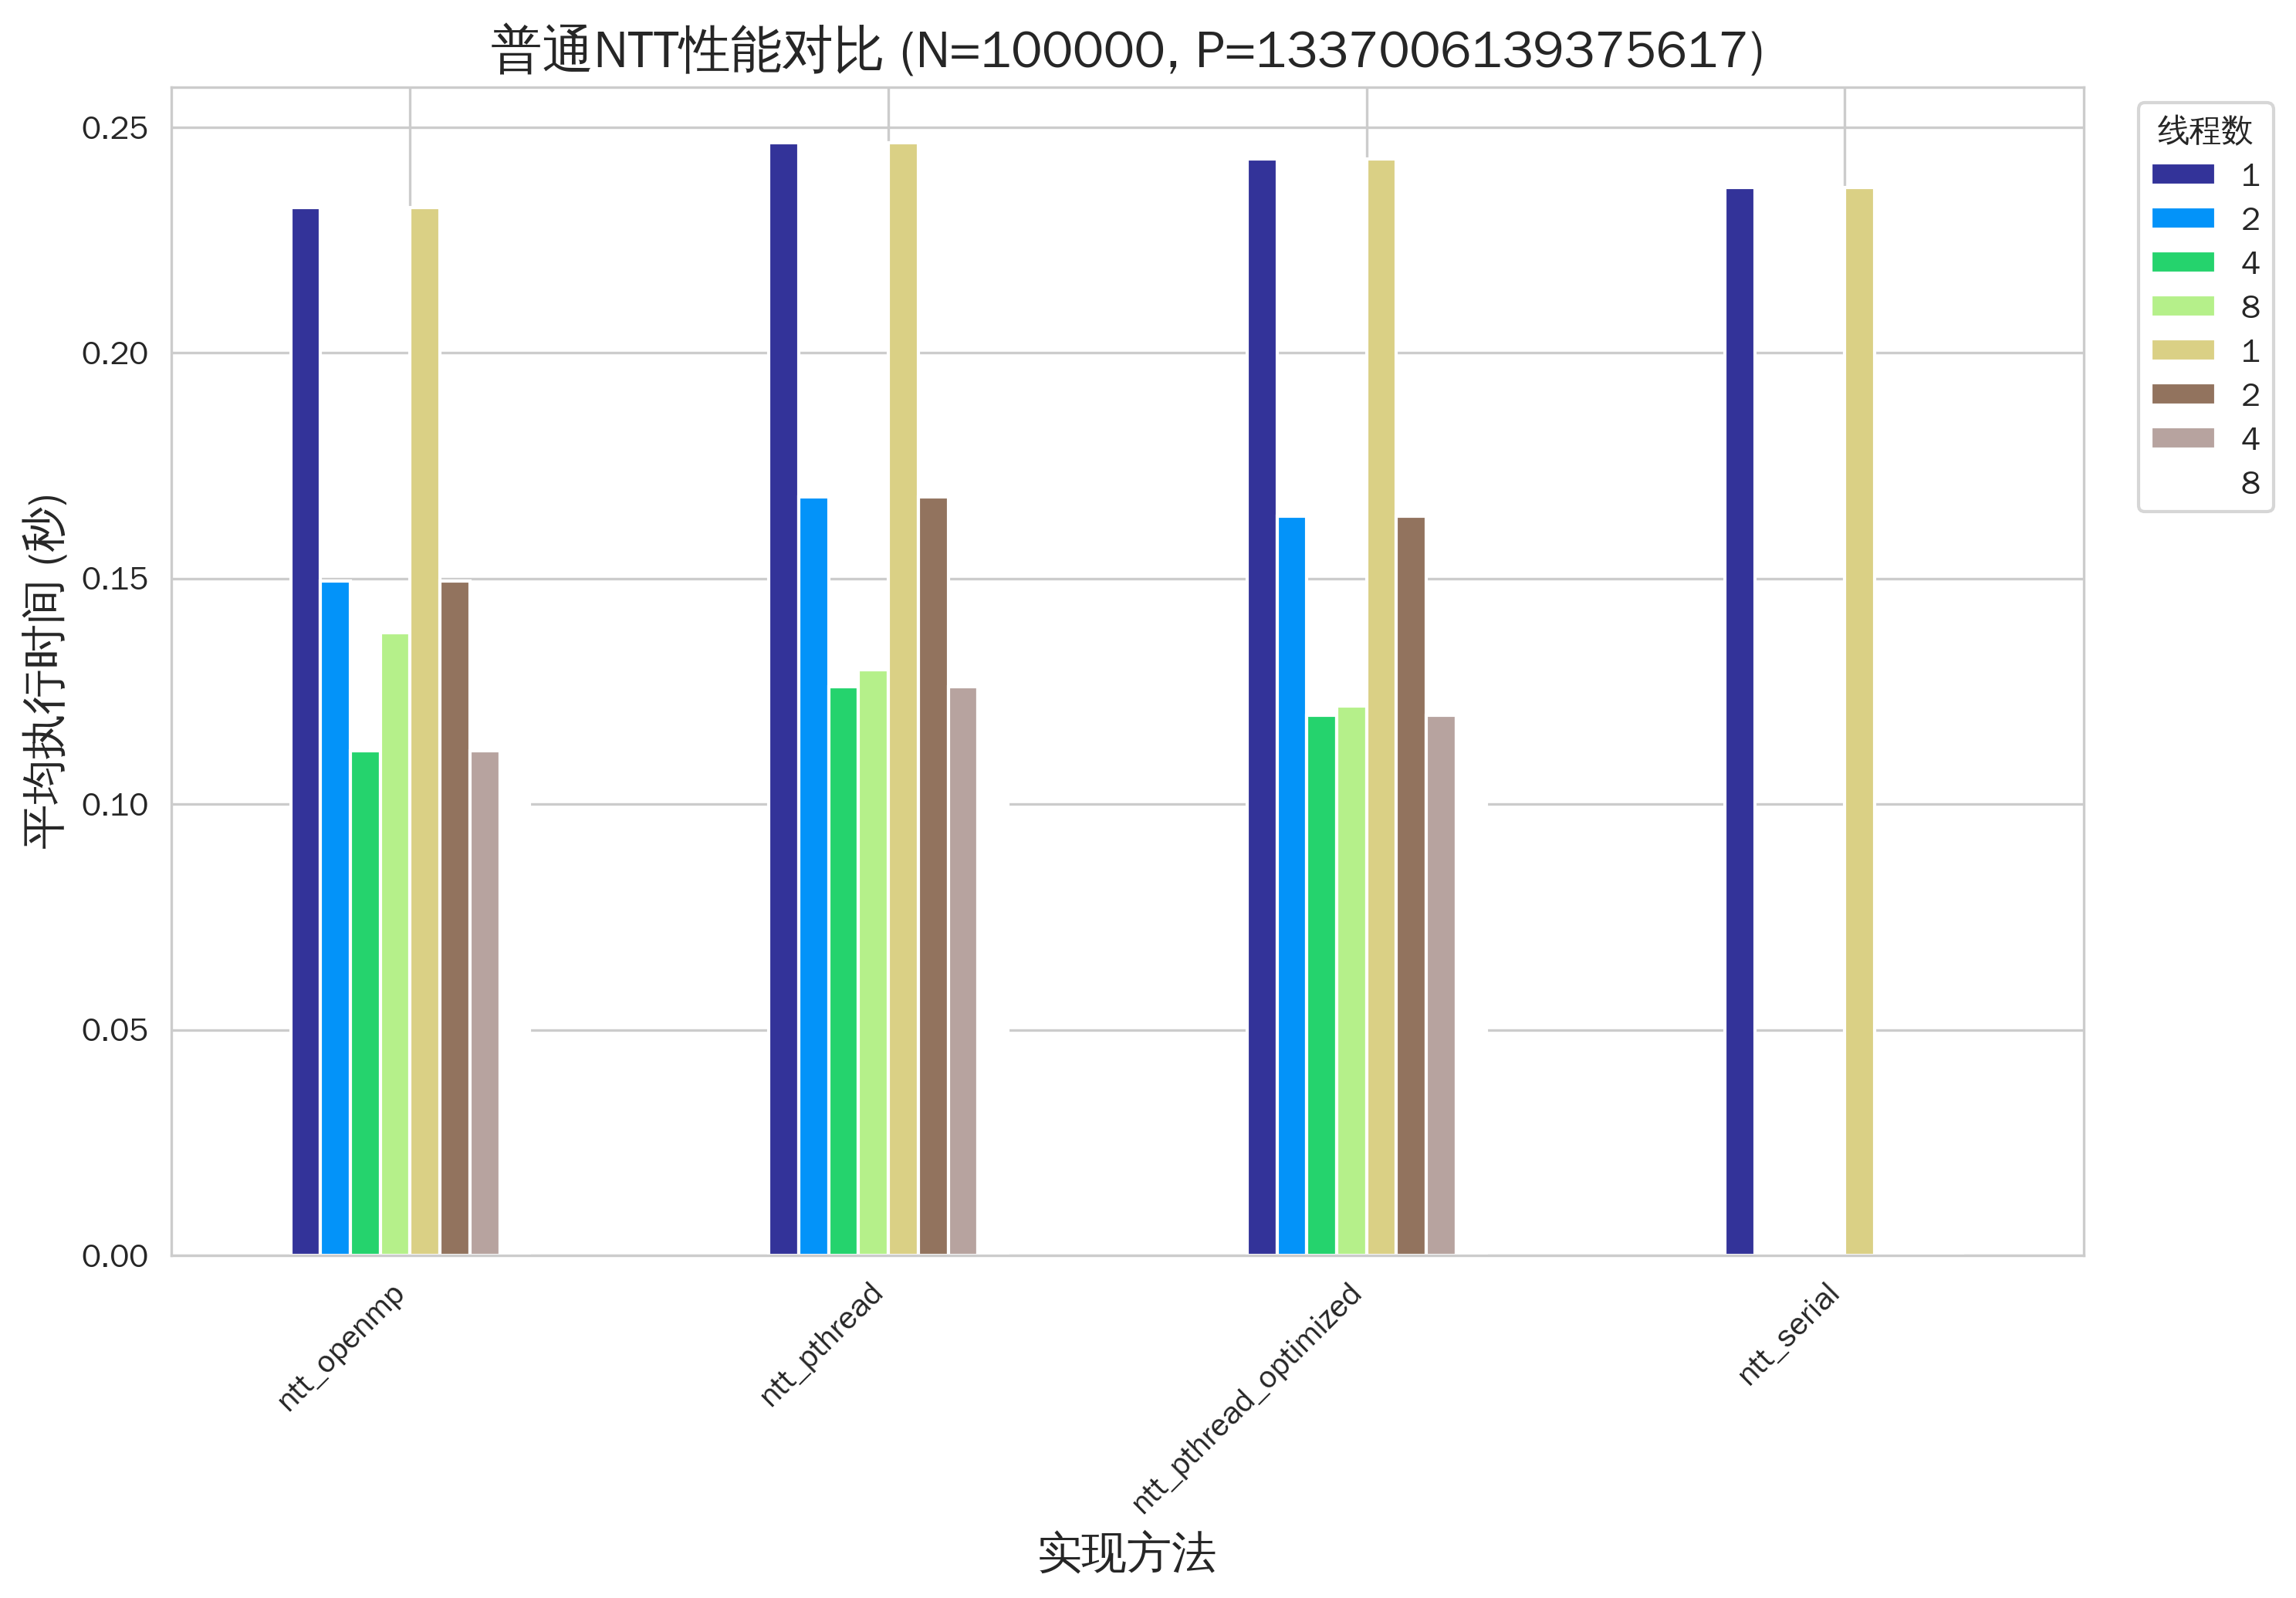 普通NTT性能对比 (N=100000, P=1337006139375617)
平均执行时间 (秒)
0.25
0.20
0.15
0.10
0.05
0.00
ntt_openmp
ntt_pthread
ntt_pthread_optimized
ntt_serial
实现方法
线程数
1
2
4
8
1
2
4
8